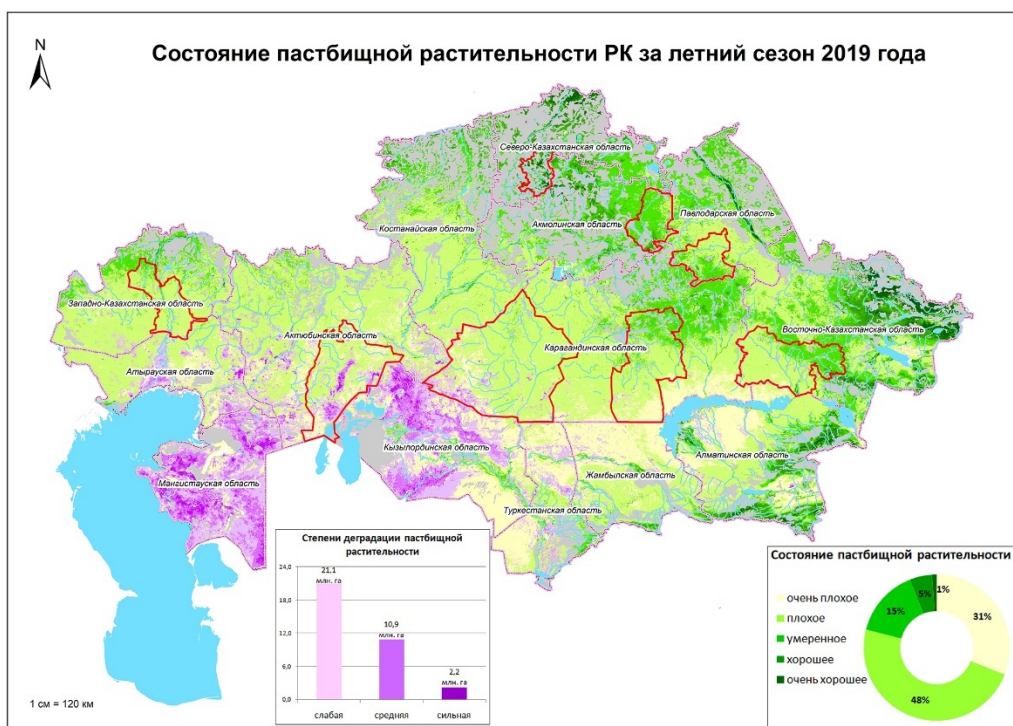 N
Состояние пастбищной растительности РК за летний сезон 2019 года
Северо-Казахстанская область
Костанайская область
Акмолинская область
Павлодарская область
Западно-Казахстанская область
Актюбинская область
Карагандинская область
Восточно-Казахстанская область
Атырауская область
Мангистауская область
Кызылординская область
Жамбылская область
Алматинская область
Туркестанская область
Степени деградации пастбищной
растительности
24,0
18,0
12,0
6,0
0,0
21,1
млн. га
10,9
млн. га
2,2
млн. га
слабая
средняя
сильная
Состояние пастбищной растительности
очень плохое
плохое
умеренное
хорошее
очень хорошее
1%
5%
15%
31%
48%
1 см = 120 км